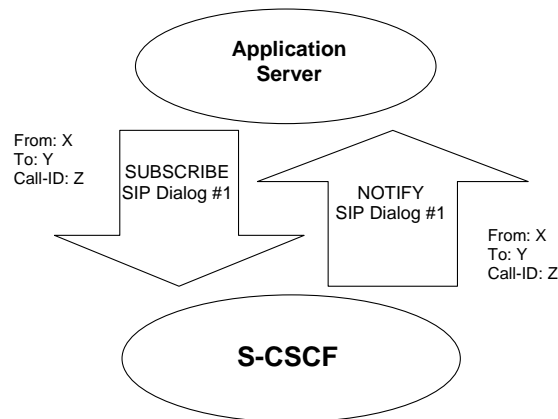 Application
Server
From: X
To: Y
Call-ID: Z
SUBSCRIBE
SIP Dialog #1
NOTIFY
SIP Dialog #1
From: X
To: Y
Call-ID: Z
S-CSCF